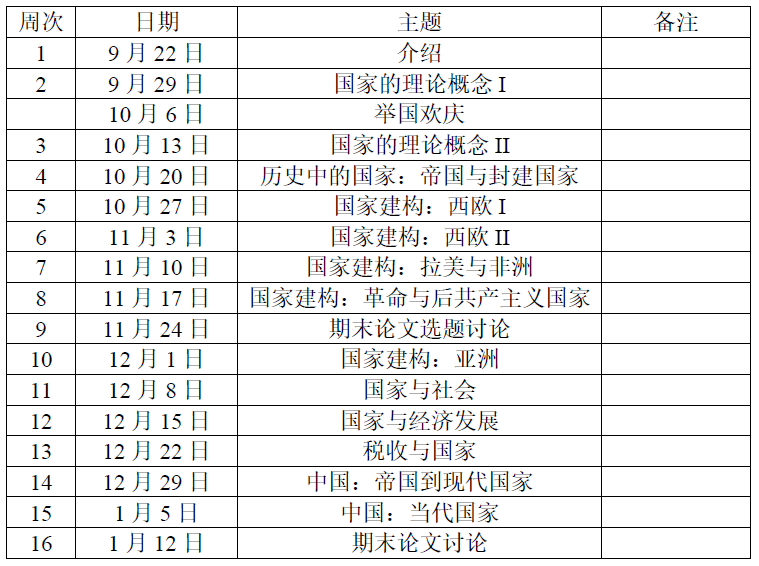 周次 日期 主题 备注
1 9 月 22 日 介绍
2 9 月 29 日 国家的理论概念 I
10 月 6 日 举国欢庆
3 10 月 13 日 国家的理论概念 II
4 10 月 20 日 历史中的国家：帝国与封建国家
5 10 月 27 日 国家建构：西欧 I
6 11 月 3 日 国家建构：西欧 II
7 11 月 10 日 国家建构：拉美与非洲
8 11 月 17 日 国家建构：革命与后共产主义国家
9 11 月 24 日 期末论文选题讨论
10 12 月 1 日 国家建构：亚洲
11 12 月 8 日 国家与社会
12 12 月 15 日 国家与经济发展
13 12 月 22 日 税收与国家
14 12 月 29 日 中国：帝国到现代国家
15 1 月 5 日 中国：当代国家
16 1 月 12 日 期末论文讨论